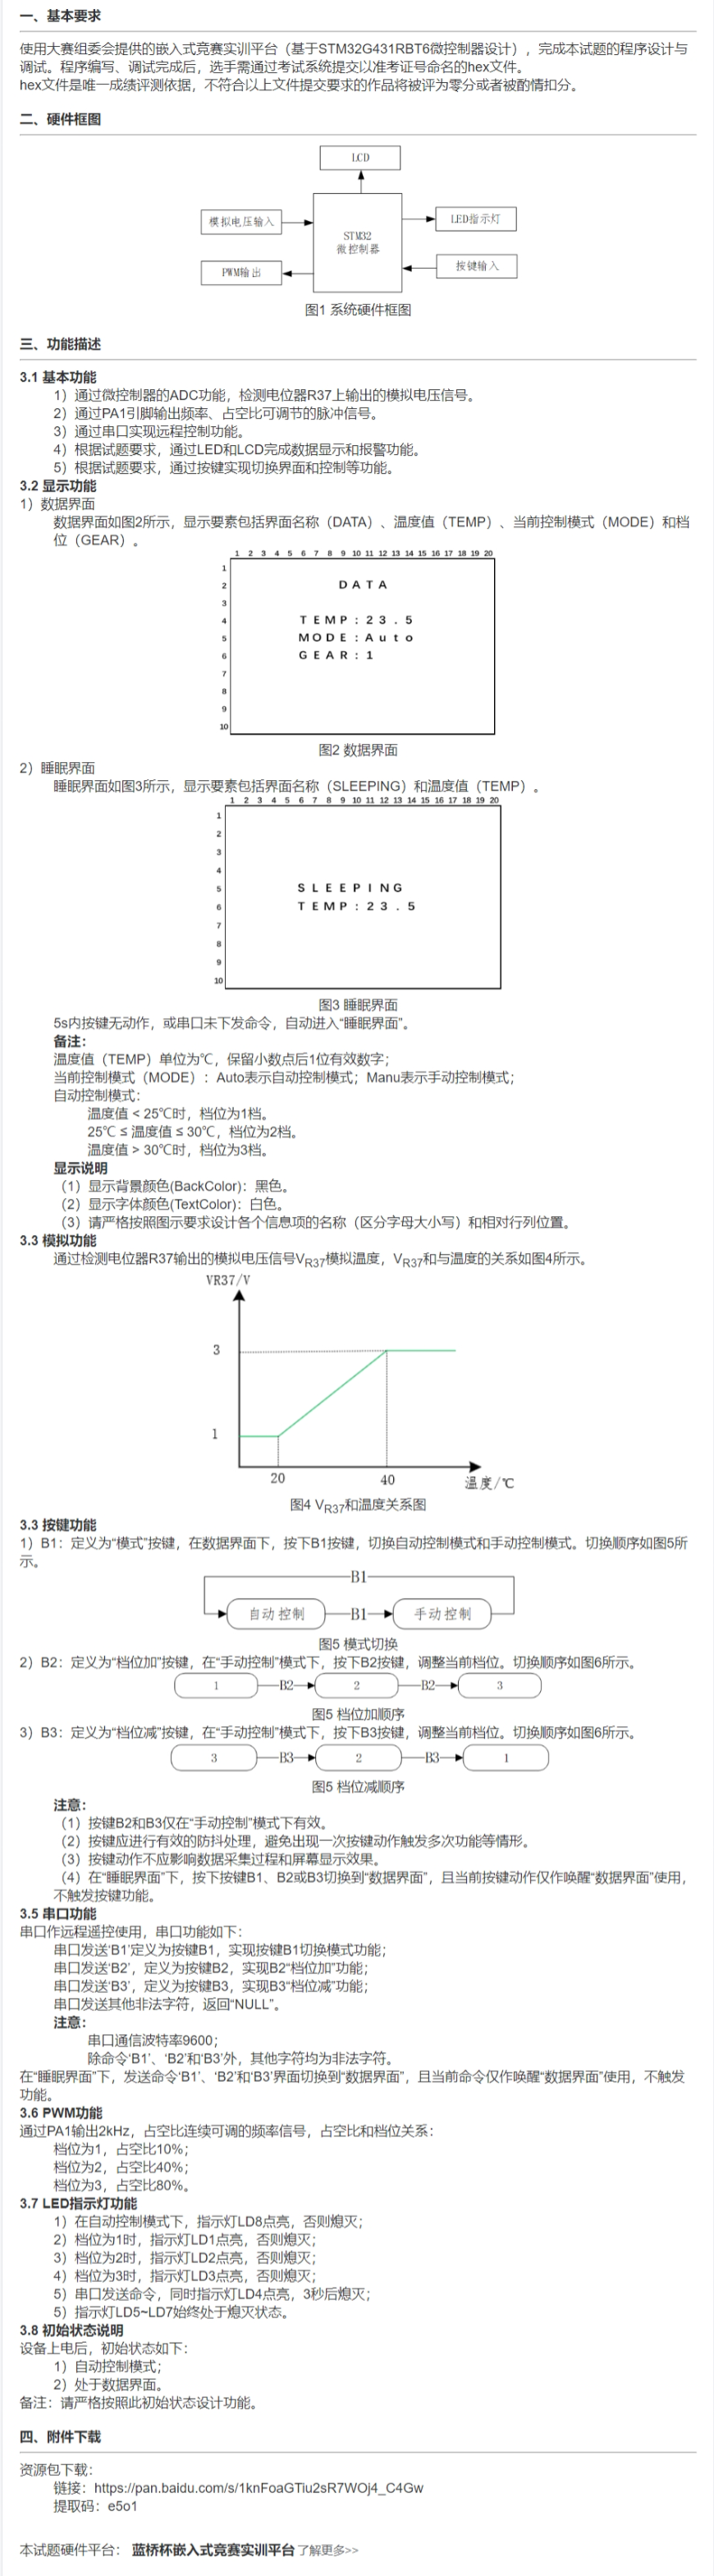 一、基本要求
使用大赛组委会提供的嵌入式竞赛实训平台（基于STM32G431RBT6微控制器设计），完成本试题的程序设计与
调试。程序编写、调试完成后，选手需通过考试系统提交以准考证号命名的hex文件。
hex文件是唯一成绩评测依据，不符合以上文件提交要求的作品将被评为零分或者被酌情扣分。
二、硬件框图
LCD
模拟电压输入
LED指示灯
STM32
微控制器
PWM输出
按键输入
图1 系统硬件框图
三、功能描述
3.1 基本功能
1）通过微控制器的ADC功能，检测电位器R37上输出的模拟电压信号。
2）通过PA1引脚输出频率、占空比可调节的脉冲信号。
3）通过串口实现远程控制功能。
4）根据试题要求，通过LED和LCD完成数据显示和报警功能。
5）根据试题要求，通过按键实现切换界面和控制等功能。
3.2 显示功能
1）数据界面
数据界面如图2所示，显示要素包括界面名称（DATA）、温度值（TEMP）、当前控制模式（MODE）和档
位（GEAR）。
1 2 3 4 5 6 7 8 9 10 11 12 13 14 15 16 17 18 19 20
1
2 DATA
3
4 TEMP:23.5
5 MODE:Auto
6 GEAR:1
7
8
9
10
图2 数据界面
2）睡眠界面
睡眠界面如图3所示，显示要素包括界面名称（SLEEPING）和温度值（TEMP）。
1 2 3 4 5 6 7 8 9 10 11 12 13 14 15 16 17 18 19 20
1
2
3
4
5 SLEEPING
6 TEMP:23.5
7
8
9
10
图3 睡眠界面
5s内按键无动作，或串口未下发命令，自动进入“睡眠界面”。
备注：
温度值（TEMP）单位为℃，保留小数点后1位有效数字；
当前控制模式（MODE）：Auto表示自动控制模式；Manu表示手动控制模式；
自动控制模式：
温度值 < 25℃时，档位为1档。
25℃ ≤ 温度值 ≤ 30℃，档位为2档。
温度值 > 30℃时，档位为3档。
显示说明
（1）显示背景颜色(BackColor)：黑色。
（2）显示字体颜色(TextColor)：白色。
（3）请严格按照图示要求设计各个信息项的名称（区分字母大小写）和相对行列位置。
3.3 模拟功能
通过检测电位器R37输出的模拟电压信号VR37模拟温度，VR37和与温度的关系如图4所示。
VR37/V
3
1
20 40 温度/℃
图4 VR37和温度关系图
3.3 按键功能
1）B1：定义为“模式”按键，在数据界面下，按下B1按键，切换自动控制模式和手动控制模式。切换顺序如图5所
示。
B1
自动控制 B1 手动控制
图5 模式切换
2）B2：定义为“档位加”按键，在“手动控制”模式下，按下B2按键，调整当前档位。切换顺序如图6所示。
1 B2 2 B2 3
图5 档位加顺序
3）B3：定义为“档位减”按键，在“手动控制”模式下，按下B3按键，调整当前档位。切换顺序如图6所示。
3 B3 2 B3 1
图5 档位减顺序
注意：
（1）按键B2和B3仅在“手动控制”模式下有效。
（2）按键应进行有效的防抖处理，避免出现一次按键动作触发多次功能等情形。
（3）按键动作不应影响数据采集过程和屏幕显示效果。
（4）在“睡眠界面”下，按下按键B1、B2或B3切换到“数据界面”，且当前按键动作仅作唤醒“数据界面”使用，
不触发按键功能。
3.5 串口功能
串口作远程遥控使用，串口功能如下：
串口发送‘B1’定义为按键B1，实现按键B1切换模式功能；
串口发送‘B2’，定义为按键B2，实现B2“档位加”功能；
串口发送‘B3’，定义为按键B3，实现B3“档位减”功能；
串口发送其他非法字符，返回“NULL”。
注意：
串口通信波特率9600；
除命令‘B1’、‘B2’和‘B3’外，其他字符均为非法字符。
在“睡眠界面”下，发送命令‘B1’、‘B2’和‘B3’界面切换到“数据界面”，且当前命令仅作唤醒“数据界面”使用，不触发
功能。
3.6 PWM功能
通过PA1输出2kHz，占空比连续可调的频率信号，占空比和档位关系：
档位为1，占空比10%；
档位为2，占空比40%；
档位为3，占空比80%。
3.7 LED指示灯功能
1）在自动控制模式下，指示灯LD8点亮，否则熄灭；
2）档位为1时，指示灯LD1点亮，否则熄灭；
3）档位为2时，指示灯LD2点亮，否则熄灭；
4）档位为3时，指示灯LD3点亮，否则熄灭；
5）串口发送命令，同时指示灯LD4点亮，3秒后熄灭；
5）指示灯LD5~LD7始终处于熄灭状态。
3.8 初始状态说明
设备上电后，初始状态如下：
1）自动控制模式；
2）处于数据界面。
备注：请严格按照此初始状态设计功能。
四、附件下载
资源包下载：
链接：https://pan.baidu.com/s/1knFoaGTiu2sR7WOj4_C4Gw
提取码：e5o1
本试题硬件平台： 蓝桥杯嵌入式竞赛实训平台 了解更多>>